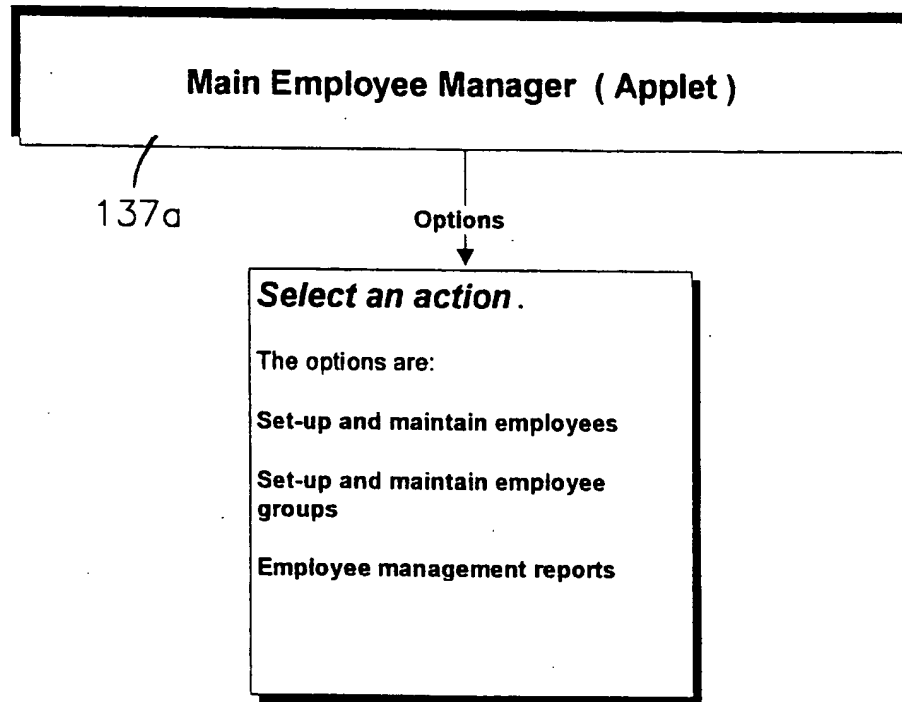 Main Employee Manager ( Applet )
137a
Options
Select an action.
The options are:
Set-up and maintain employees
Set-up and maintain employee
groups
Employee management reports